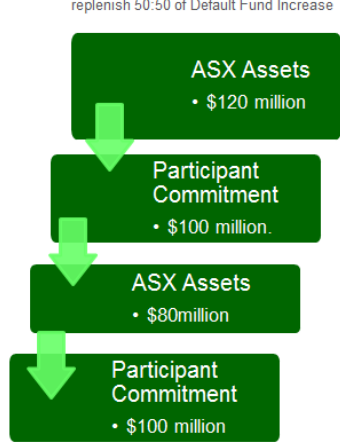 replenish 50:50 of Default Fund Increase
ASX Assets
• $120 million
Participant
Commitment
• $100 million.
ASX Assets
• $80million
Participant
Commitment
• $100 million